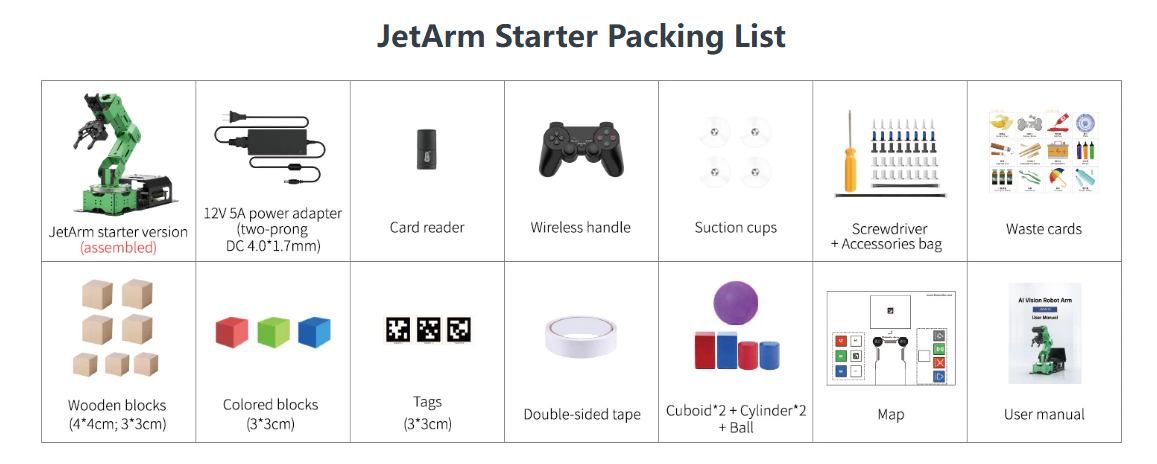 JetArm Starter Packing List
JetArm starter version
(assembled)
12V 5A power adapter
(two-prong
DC 4.0*1.7mm)
Card reader
Wireless handle
Suction cups
Screwdriver
+ Accessories bag
Waste cards
Wooden blocks
(4*4cm; 3*3cm)
Colored blocks
(3*3cm)
Tags
(3*3cm)
Double-sided tape
Cuboid*2 + Cylinder*2
+ Ball
Map
AI Vision Robot Arm
User Manual
User manual